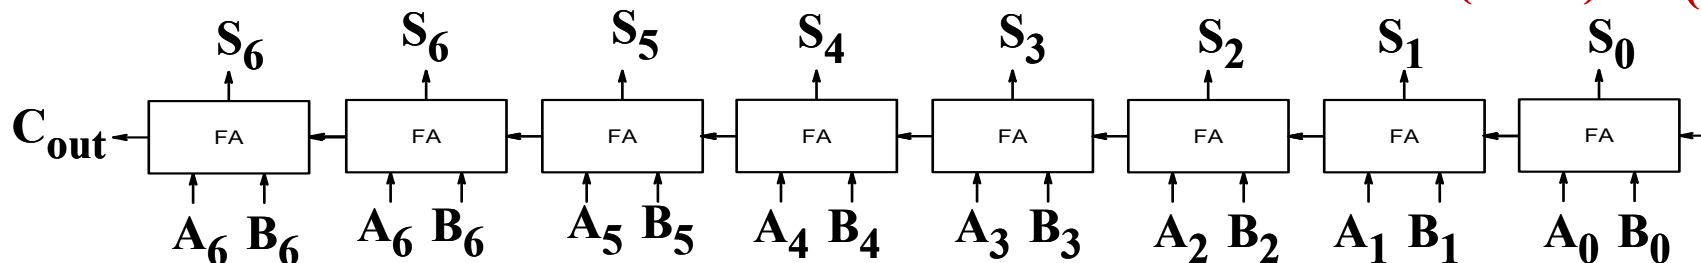 S6 S6 S5 S4 S3 S2 S1 S0
Cout FA FA FA FA FA FA FA FA
A6 B6 A6 B6 A5 B5 A4 B4 A3 B3 A2 B2 A1 B1 A0 B0